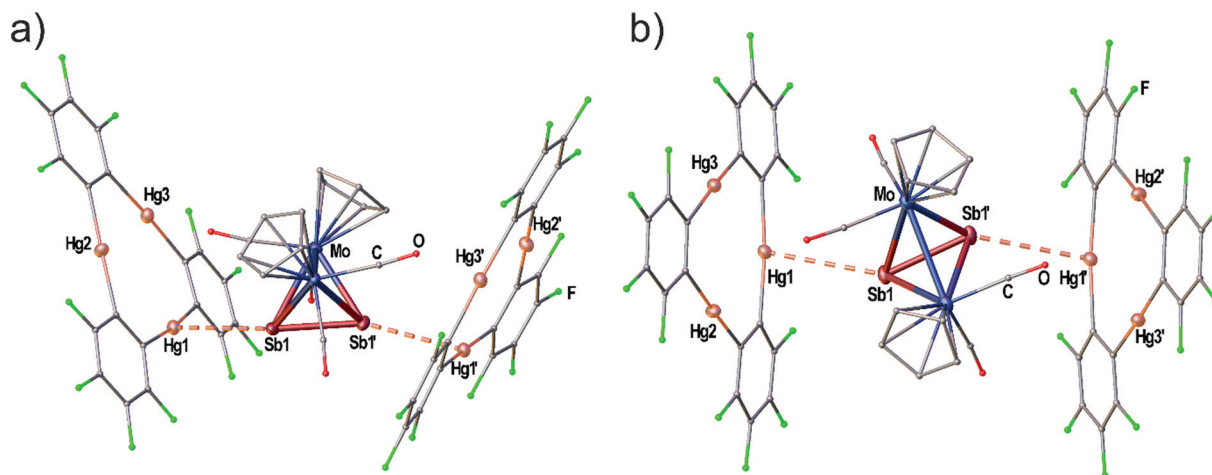 a)
Hg3
Hg2
Hg1
Mo
C
O
Sb1
Sb1'
Hg2'
Hg3'
F
Hg1'
b)
F
Hg3
Hg2'
Mo
Sb1'
O
C
Hg1
Sb1
Hg1'
Hg2
Hg3'